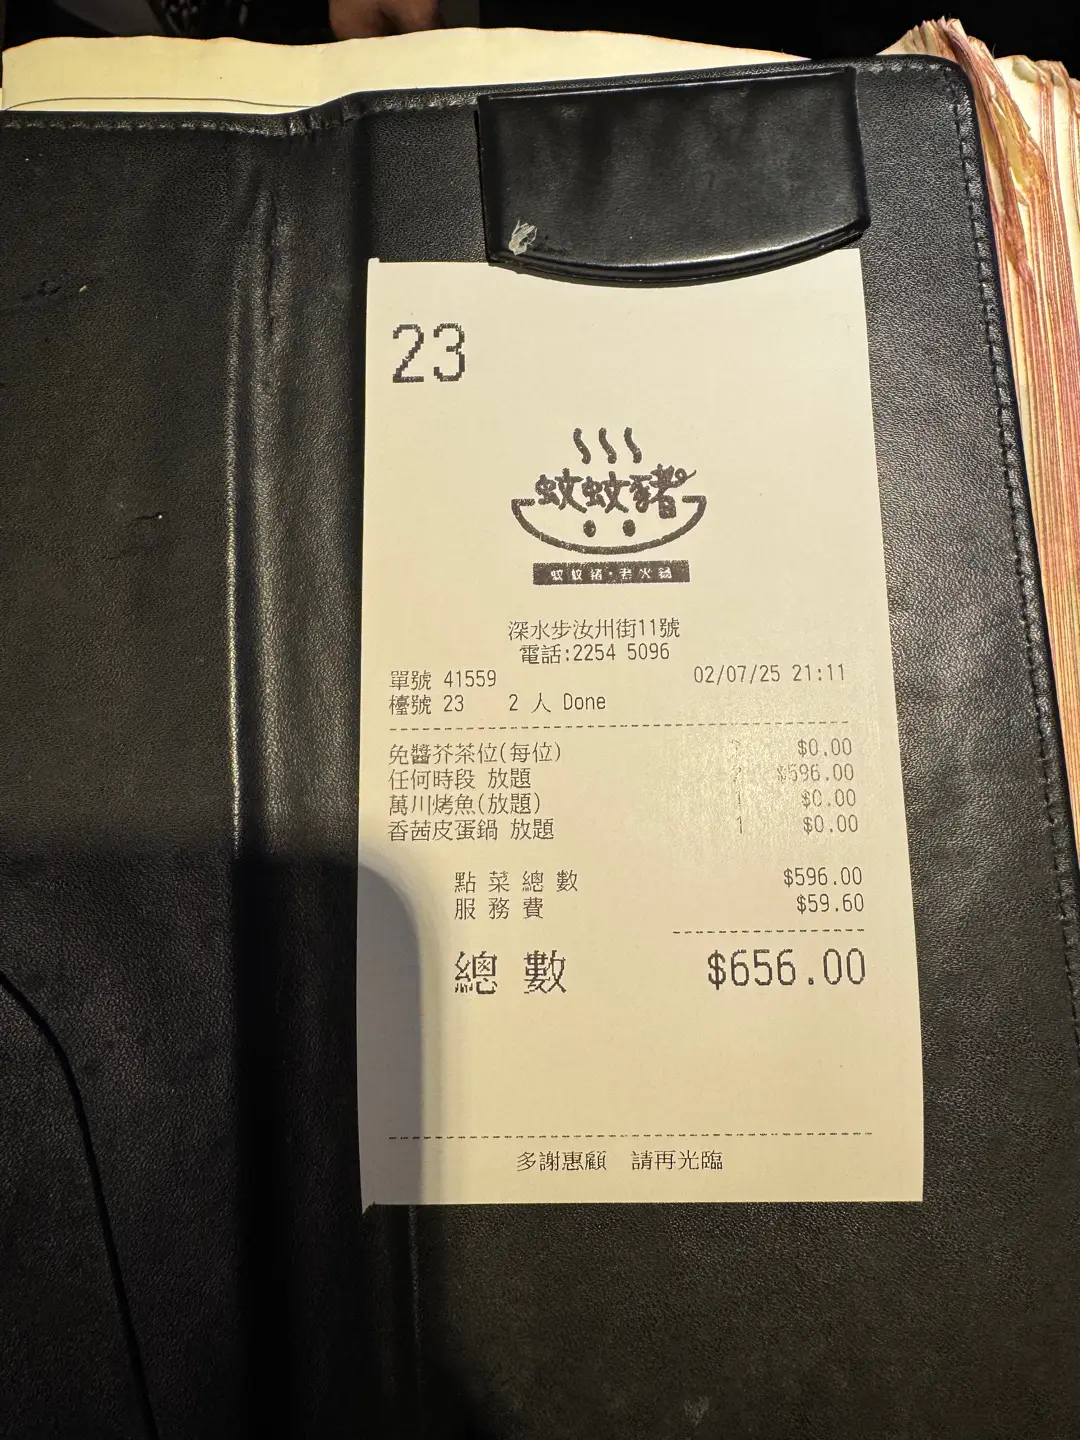 23
蚊蚊豬
蚊蚊豬·老火鍋
深水步汝州街11號
電話:2254 5096
單號 41559 02/07/25 21:11
檯號 23 2 人 Done
免醬芥茶位(每位) $0.00
任何時段 放題 2 $596.00
萬川烤魚(放題) 1 $0.00
香茜皮蛋鍋 放題 1 $0.00
點菜總數 $596.00
服務費 $59.60
總數 $656.00
多謝惠顧 請再光臨